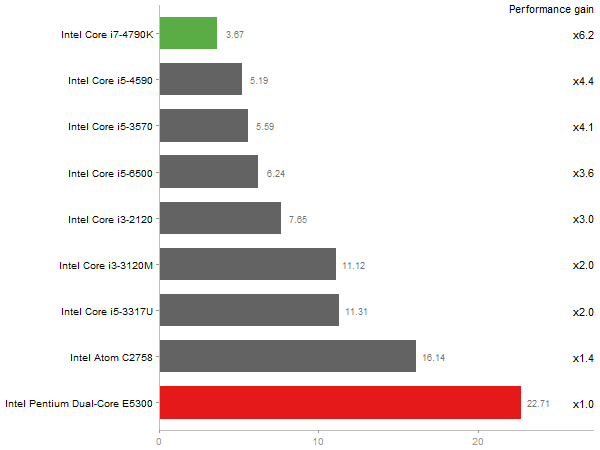 Performance gain
Intel Core i7-4790K 3.67 x6.2
Intel Core i5-4590 5.19 x4.4
Intel Core i5-3570 5.59 x4.1
Intel Core i5-6500 6.24 x3.6
Intel Core i3-2120 7.65 x3.0
Intel Core i3-3120M 11.12 x2.0
Intel Core i5-3317U 11.31 x2.0
Intel Atom C2758 16.14 x1.4
Intel Pentium Dual-Core E5300 22.71 x1.0
0 10 20